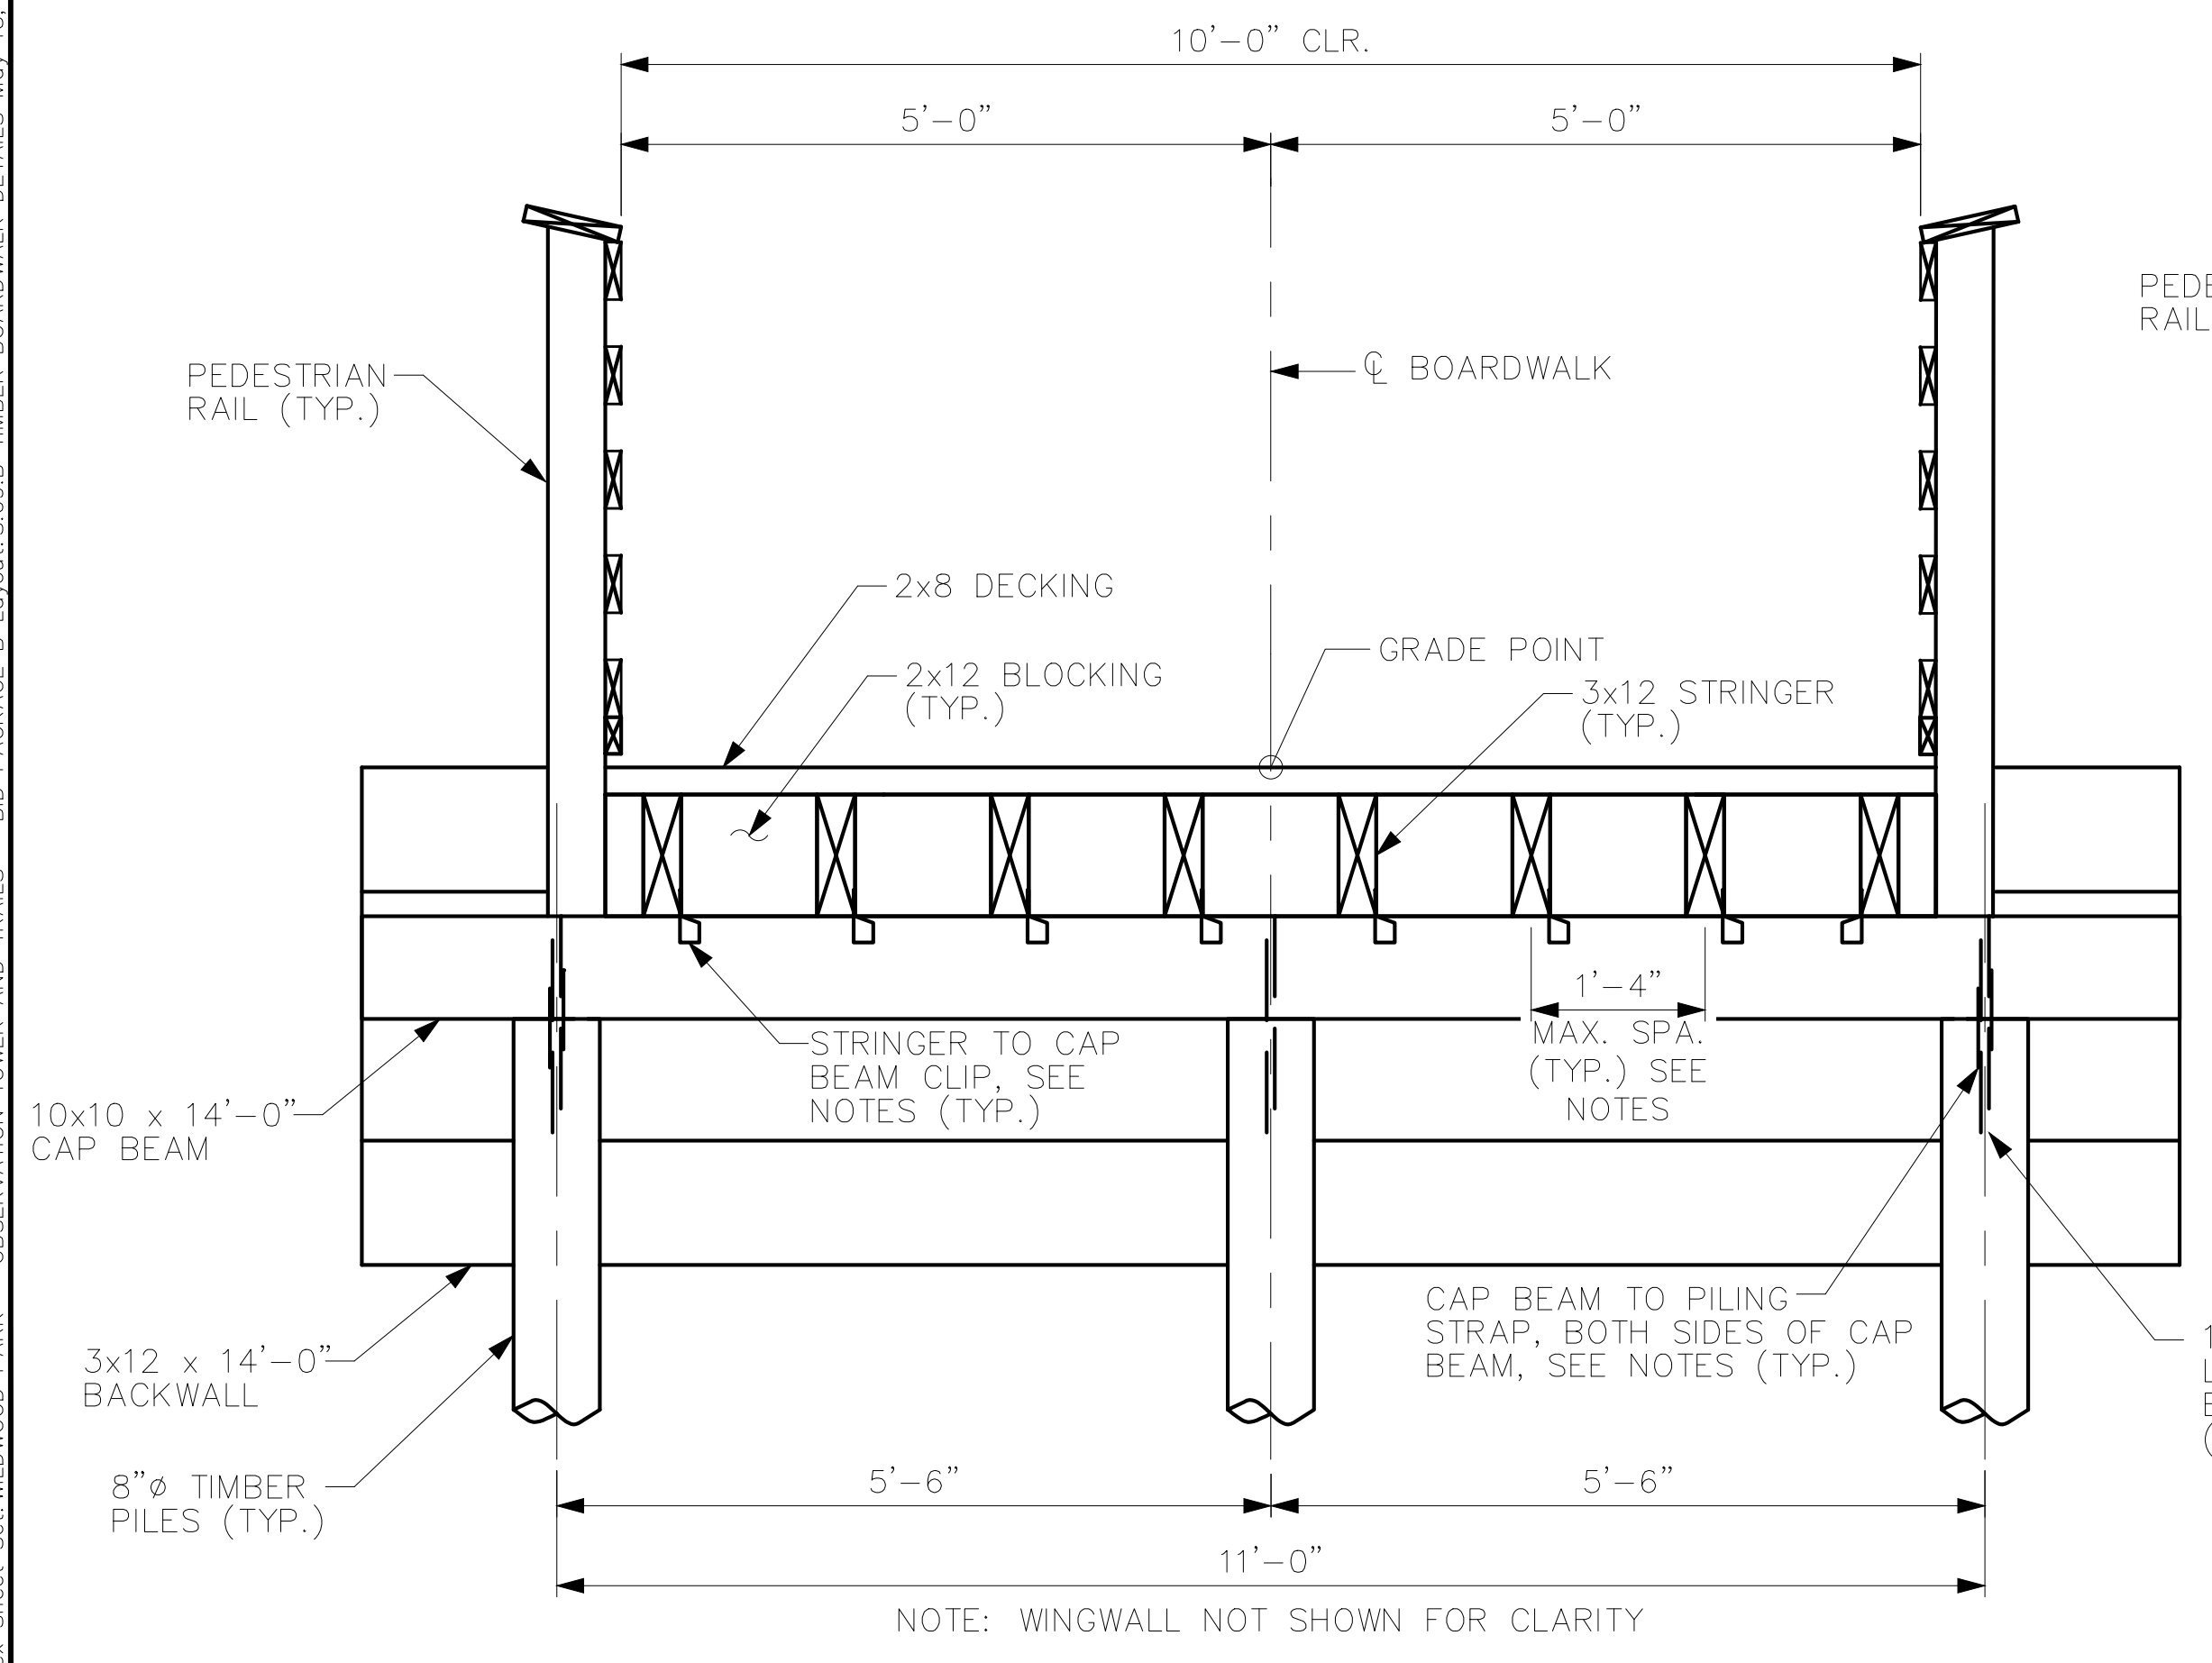 10'-0" CLR.
5'-0"
5'-0"
PEDESTRIAN
RAIL (TYP.)
℄ BOARDWALK
RAIL
2x8 DECKING
2x12 BLOCKING
(TYP.)
GRADE POINT
3x12 STRINGER
(TYP.)
1'-4"
MAX. SPA.
(TYP.) SEE
NOTES
STRINGER TO CAP
BEAM CLIP, SEE
NOTES (TYP.)
10x10 x 14'-0"
CAP BEAM
CAP BEAM TO PILING
STRAP, BOTH SIDES OF CAP
BEAM, SEE NOTES (TYP.)
3x12 x 14'-0"
BACKWALL
8"ø TIMBER
PILES (TYP.)
5'-6"
5'-6"
11'-0"
NOTE: WINGWALL NOT SHOWN FOR CLARITY